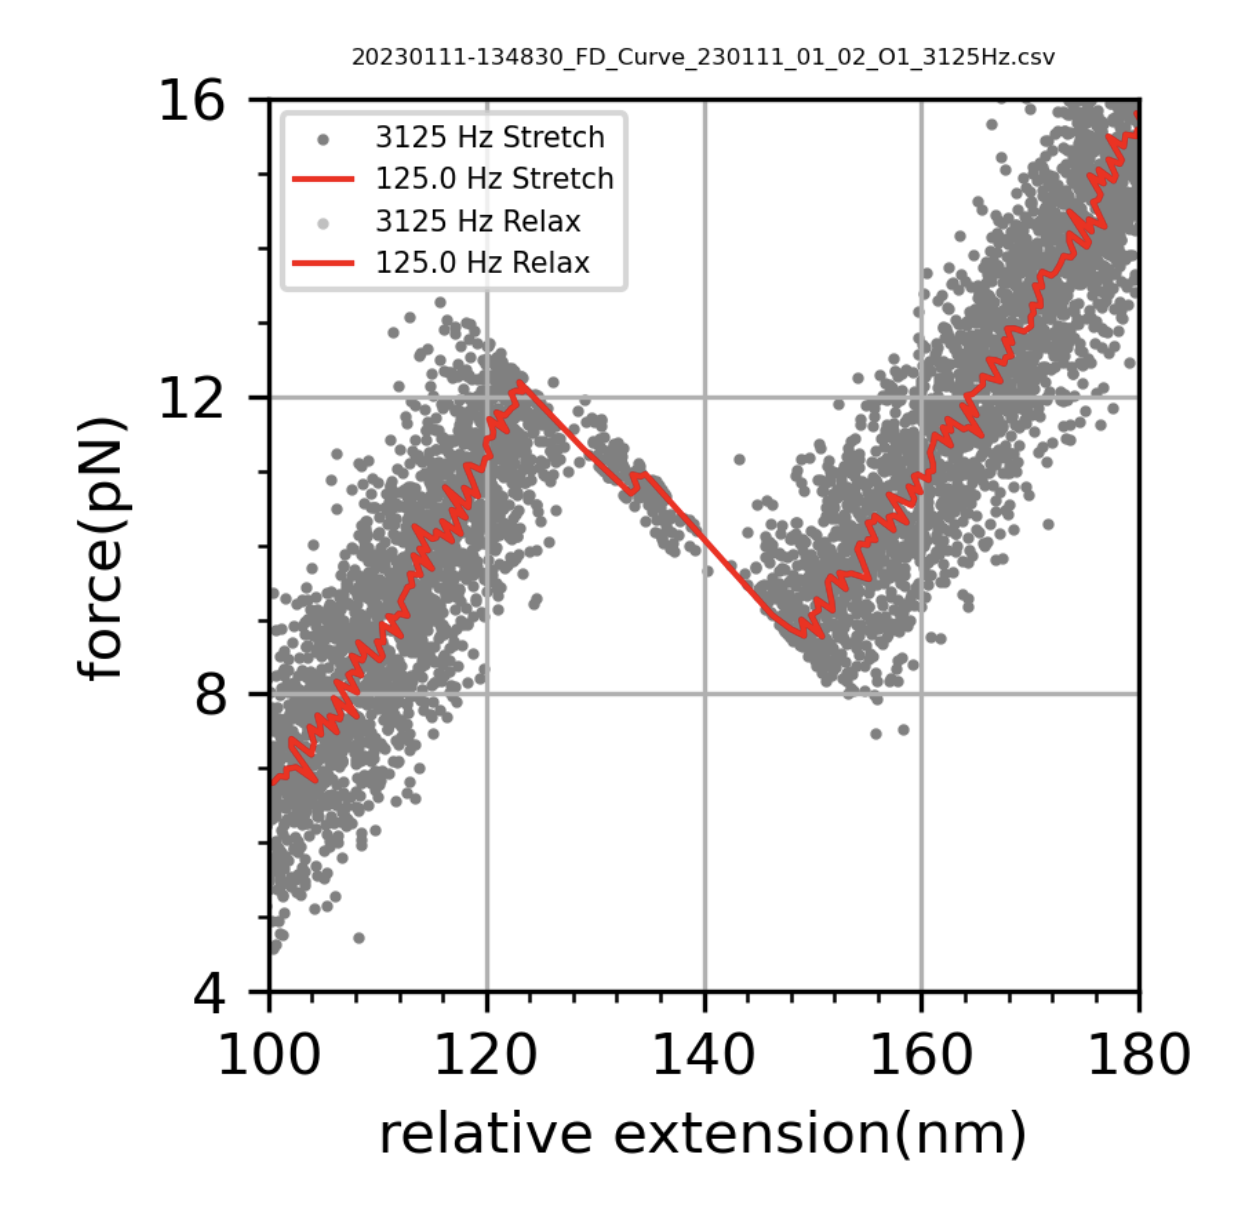 20230111-134830_FD_Curve_230111_01_02_O1_3125Hz.csv
16
3125 Hz Stretch
125.0 Hz Stretch
3125 Hz Relax
125.0 Hz Relax
12
force(pN)
8
4
100 120 140 160 180
relative extension(nm)